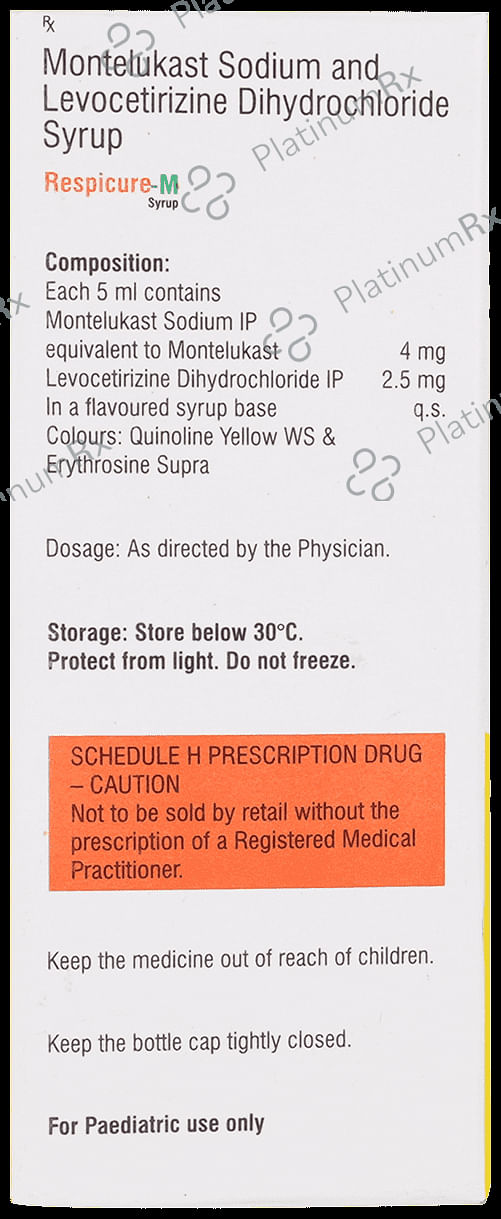 Rx
Montelukast Sodium and
Levocetirizine Dihydrochloride
Syrup
Respicure-M
Syrup
Composition:
Each 5 ml contains
Montelukast Sodium IP
equivalent to Montelukast 4 mg
Levocetirizine Dihydrochloride IP 2.5 mg
In a flavoured syrup base q.s.
Colours: Quinoline Yellow WS &
Erythrosine Supra
Dosage: As directed by the Physician.
Storage: Store below 30°C.
Protect from light. Do not freeze.
SCHEDULE H PRESCRIPTION DRUG
– CAUTION
Not to be sold by retail without the
prescription of a Registered Medical
Practitioner.
Keep the medicine out of reach of children.
Keep the bottle cap tightly closed.
For Paediatric use only
PlatinumRx
PlatinumRx